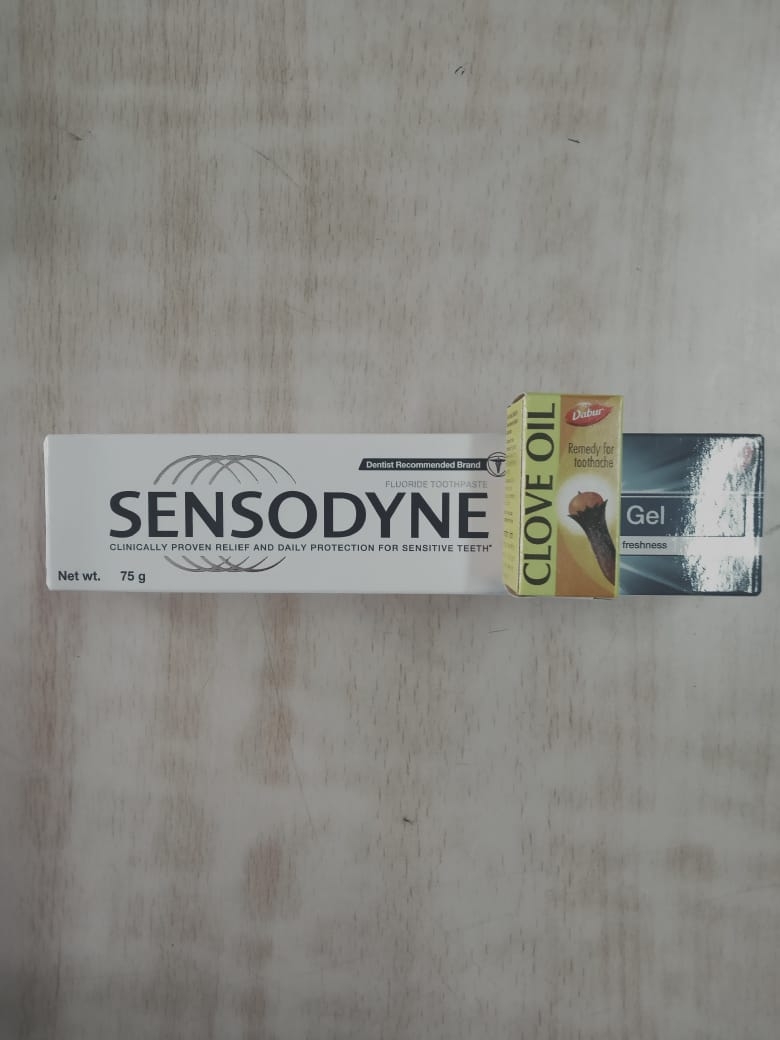 Dentist Recommended Brand
FLUORIDE TOOTHPASTE
SENSODYNE
CLINICALLY PROVEN RELIEF AND DAILY PROTECTION FOR SENSITIVE TEETH*
Net wt. 75 g
CLOVE OIL
Dabur
Remedy for
toothache
Gel
freshness